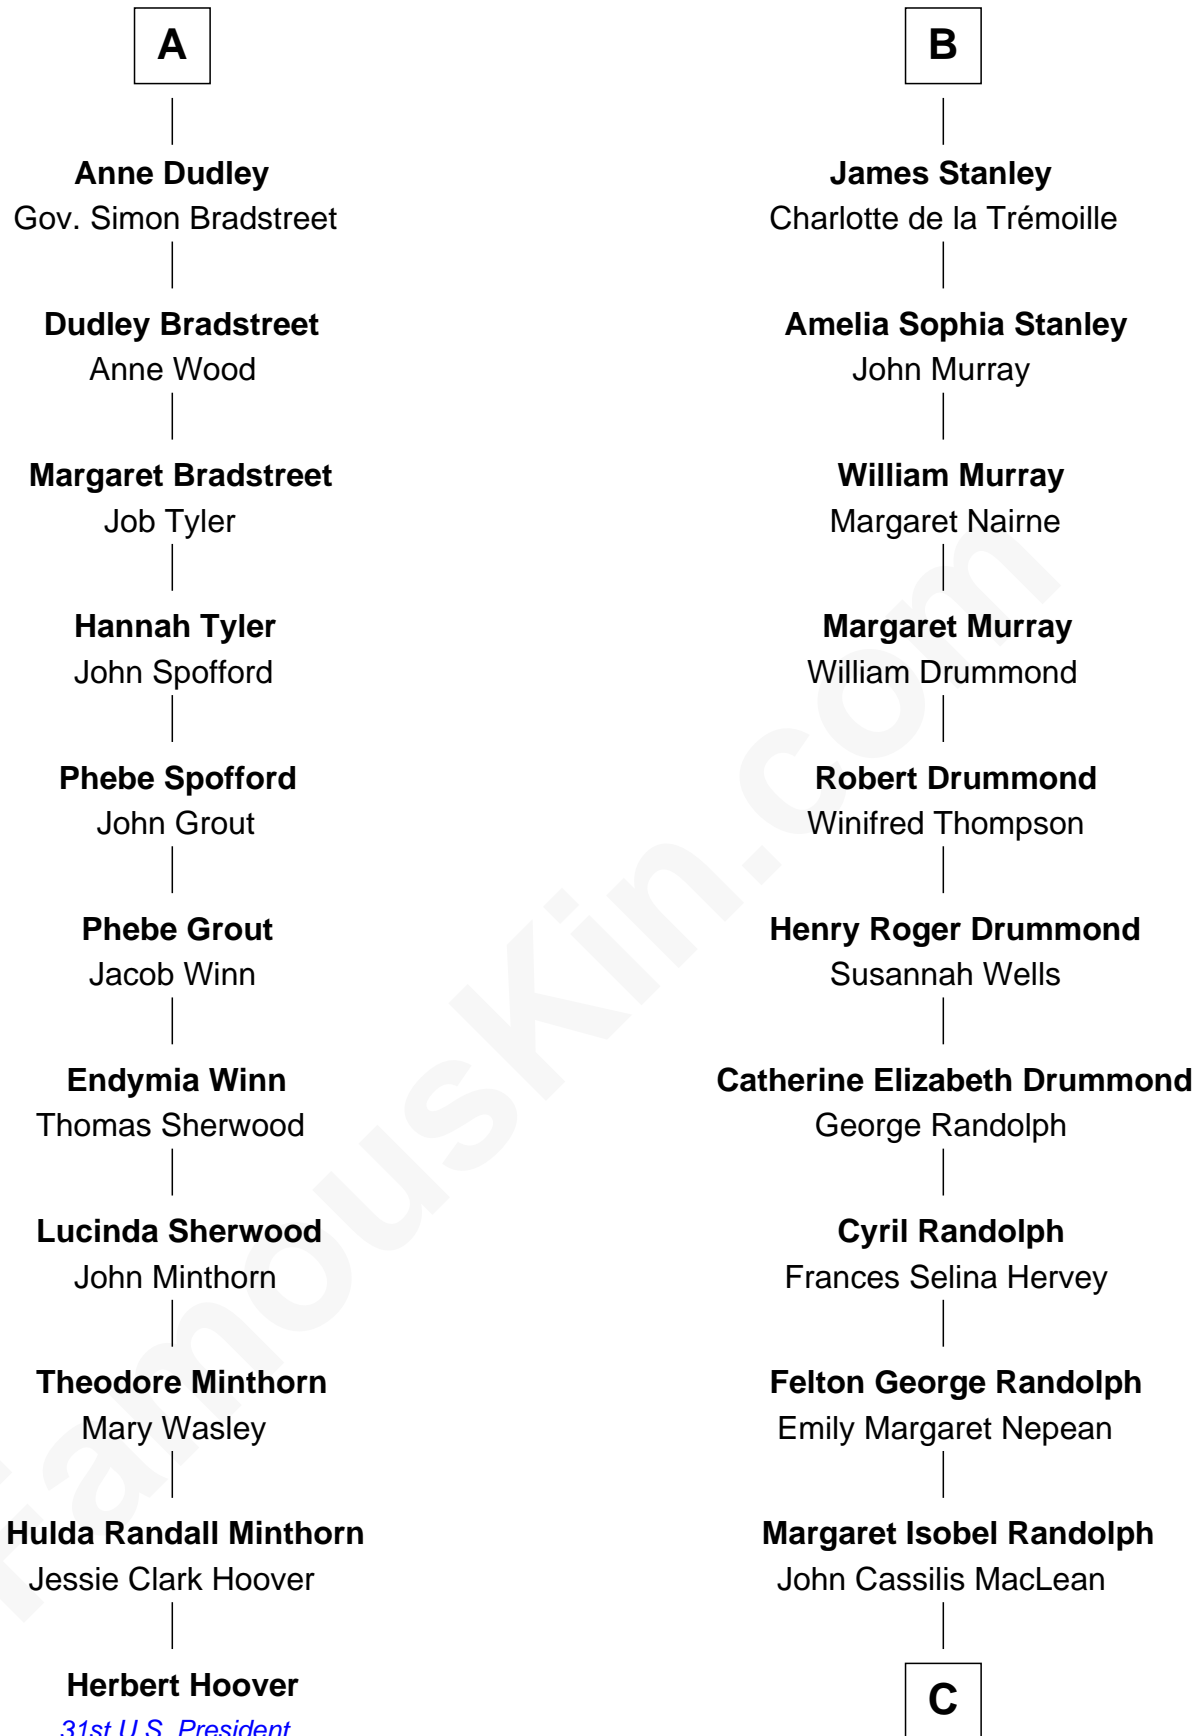 A
Anne Dudley
Gov. Simon Bradstreet
Dudley Bradstreet
Anne Wood
Margaret Bradstreet
Job Tyler
Hannah Tyler
John Spofford
Phebe Spofford
John Grout
Phebe Grout
Jacob Winn
Endymia Winn
Thomas Sherwood
Lucinda Sherwood
John Minthorn
Theodore Minthorn
Mary Wasley
Hulda Randall Minthorn
Jessie Clark Hoover
Herbert Hoover
31st U.S. President
B
James Stanley
Charlotte de la Trémoille
Amelia Sophia Stanley
John Murray
William Murray
Margaret Nairne
Margaret Murray
William Drummond
Robert Drummond
Winifred Thompson
Henry Roger Drummond
Susannah Wells
Catherine Elizabeth Drummond
George Randolph
Cyril Randolph
Frances Selina Hervey
Felton George Randolph
Emily Margaret Nepean
Margaret Isobel Randolph
John Cassilis MacLean
C
FamousKin.com